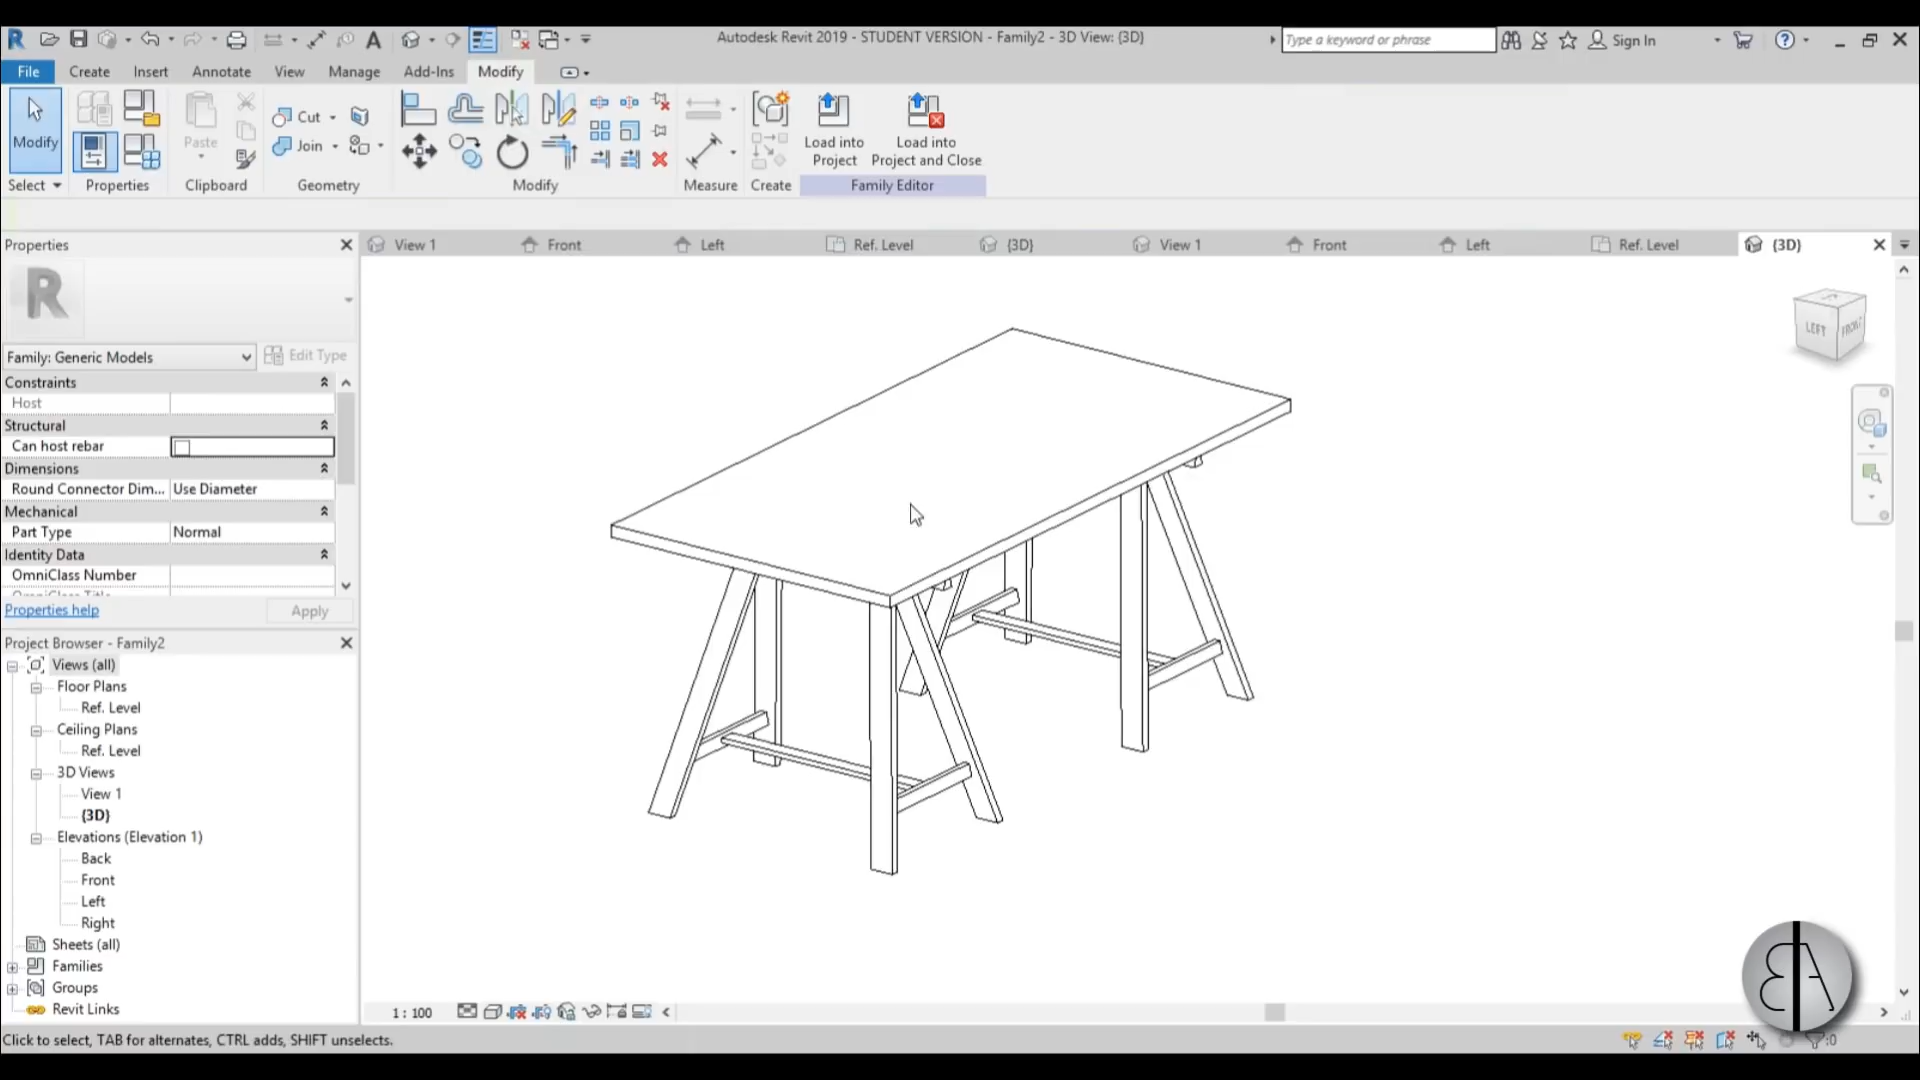 Autodesk Revit 2019 - STUDENT VERSION - Family2 - 3D View: {3D}
Type a keyword or phrase
Sign In
File Create Insert Annotate View Manage Add-Ins Modify
Modify
Paste
Cut
Join
Load into Project
Load into Project and Close
Select Properties Clipboard Geometry Modify Measure Create Family Editor
Properties
View 1 Front Left Ref. Level {3D} View 1 Front Left Ref. Level {3D}
R
LEFT FRONT
Family: Generic Models Edit Type
Constraints
Host
Structural
Can host rebar
Dimensions
Round Connector Dim... Use Diameter
Mechanical
Part Type Normal
Identity Data
OmniClass Number
OmniClass Title
Properties help Apply
Project Browser - Family2
Views (all)
Floor Plans
Ref. Level
Ceiling Plans
Ref. Level
3D Views
View 1
{3D}
Elevations (Elevation 1)
Back
Front
Left
Right
Sheets (all)
Families
Groups
Revit Links
1 : 100
Click to select, TAB for alternates, CTRL adds, SHIFT unselects.
:0